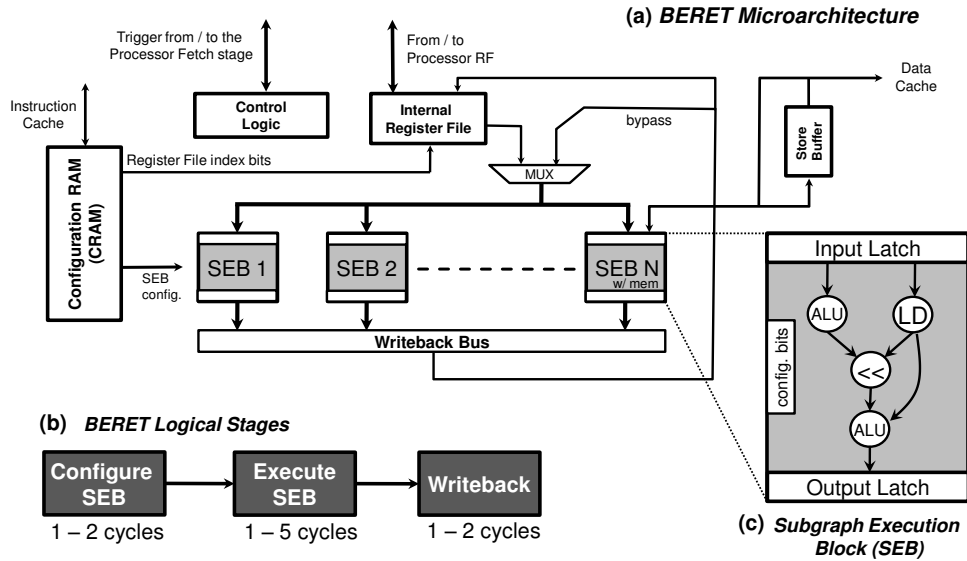 (a) BERET Microarchitecture
Trigger from / to the
Processor Fetch stage
From / to
Processor RF
Data
Cache
Instruction
Cache
Control
Logic
Internal
Register File
bypass
Store
Buffer
Register File index bits
MUX
Configuration RAM
(CRAM)
SEB
config.
SEB 1
SEB 2
SEB N
w/ mem
Writeback Bus
Input Latch
ALU
LD
config. bits
<<
ALU
Output Latch
(b) BERET Logical Stages
Configure
SEB
Execute
SEB
Writeback
1 – 2 cycles
1 – 5 cycles
1 – 2 cycles
(c) Subgraph Execution
Block (SEB)